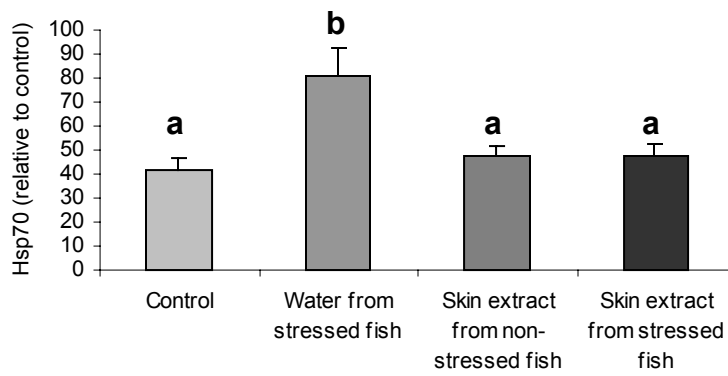 Hsp70 (relative to control)
100
90
80
70
60
50
40
30
20
10
0
a
b
a
a
Control
Water from
stressed fish
Skin extract
from non-
stressed fish
Skin extract
from stressed
fish